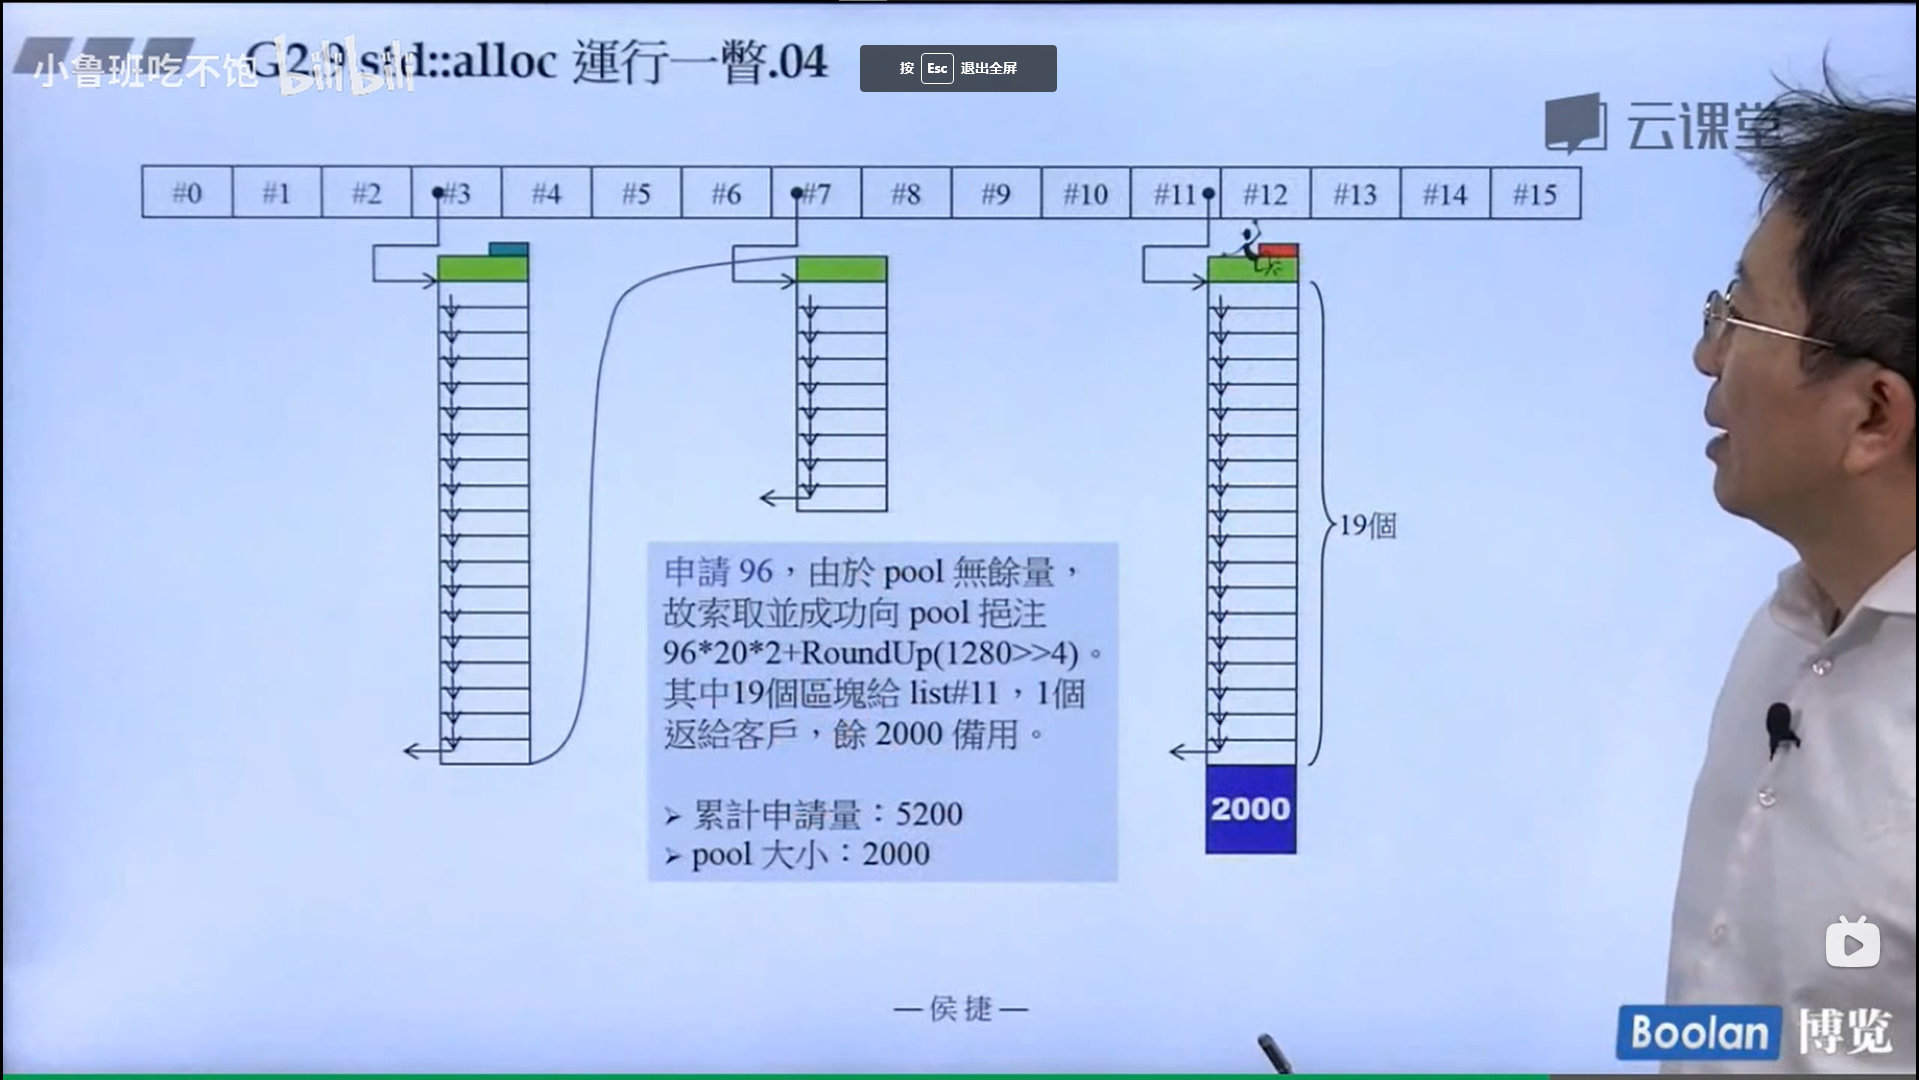 G2.9 std::alloc 運行一瞥.04
小鲁班吃不饱 bilibili
按 Esc 退出全屏
云课堂
#0 #1 #2 #3 #4 #5 #6 #7 #8 #9 #10 #11 #12 #13 #14 #15
19個
申請 96，由於 pool 無餘量，
故索取並成功向 pool 挹注
96*20*2+RoundUp(1280>>4)。
其中19個區塊給 list#11，1個
返給客戶，餘 2000 備用。
➢ 累計申請量：5200
➢ pool 大小：2000
2000
—侯捷—
Boolan 博览